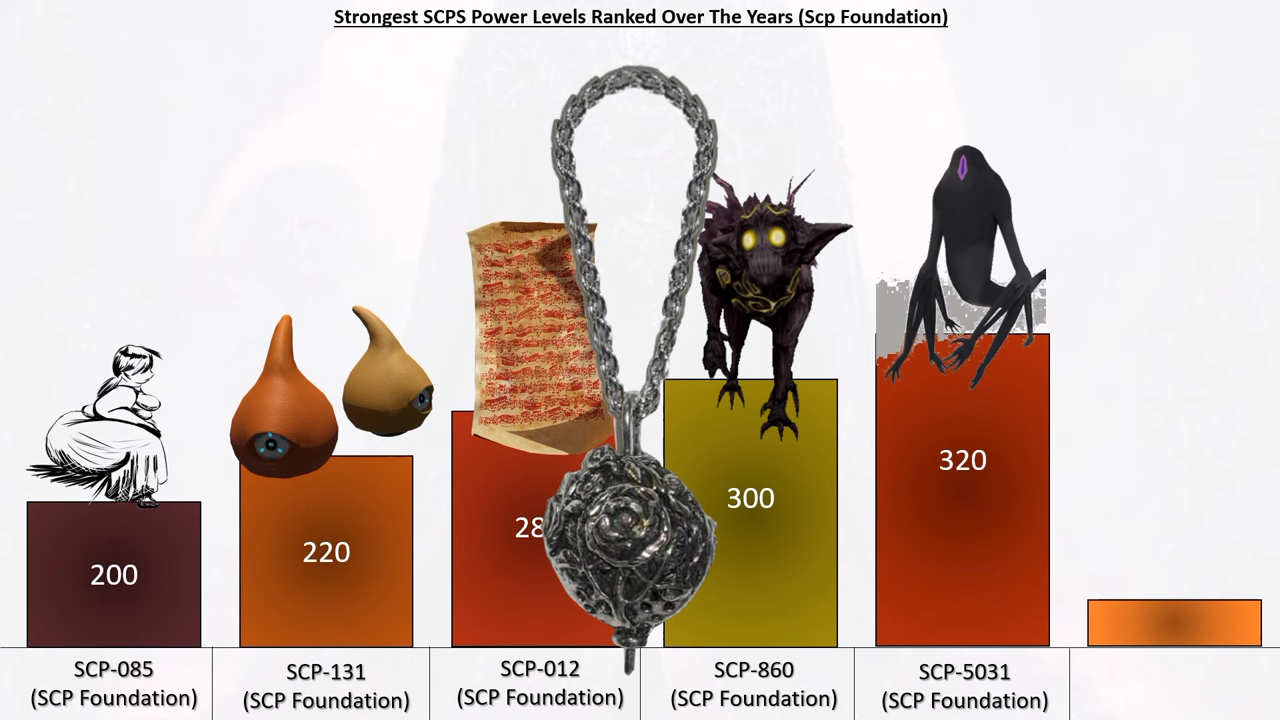 Strongest SCPS Power Levels Ranked Over The Years (Scp Foundation)
200
220
28
300
320
SCP-085
(SCP Foundation)
SCP-131
(SCP Foundation)
SCP-012
(SCP Foundation)
SCP-860
(SCP Foundation)
SCP-5031
(SCP Foundation)